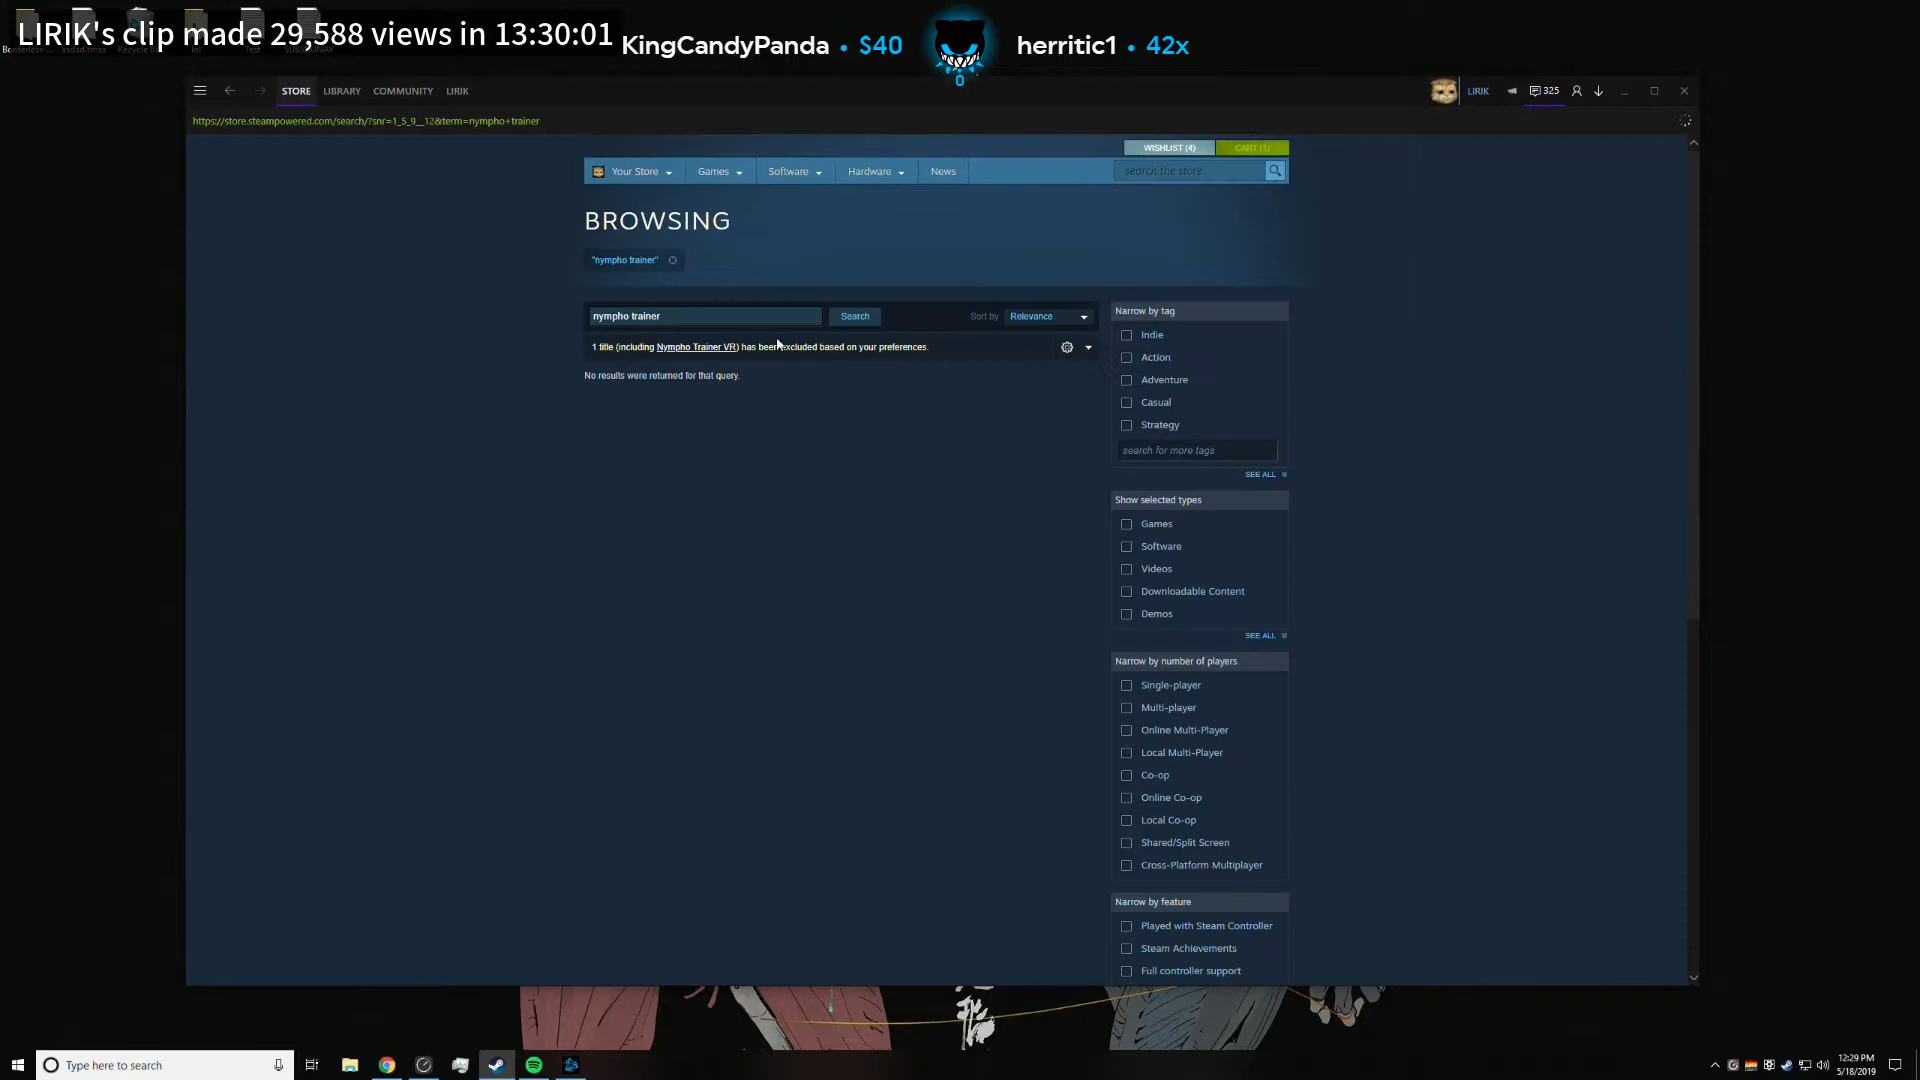 LIRIK's clip made 29,588 views in 13:30:01
KingCandyPanda • $40
0
herritic1 • 42x
STORE LIBRARY COMMUNITY LIRIK
LIRIK 325
https://store.steampowered.com/search/?snr=1_5_9__12&term=nympho+trainer
WISHLIST (4) CART (1)
Your Store Games Software Hardware News search the store
BROWSING
"nympho trainer"
nympho trainer Search Sort by Relevance
1 title (including Nympho Trainer VR) has been excluded based on your preferences.
No results were returned for that query.
Narrow by tag
Indie
Action
Adventure
Casual
Strategy
search for more tags
SEE ALL
Show selected types
Games
Software
Videos
Downloadable Content
Demos
SEE ALL
Narrow by number of players
Single-player
Multi-player
Online Multi-Player
Local Multi-Player
Co-op
Online Co-op
Local Co-op
Shared/Split Screen
Cross-Platform Multiplayer
Narrow by feature
Played with Steam Controller
Steam Achievements
Full controller support
Type here to search
12:29 PM
5/18/2019